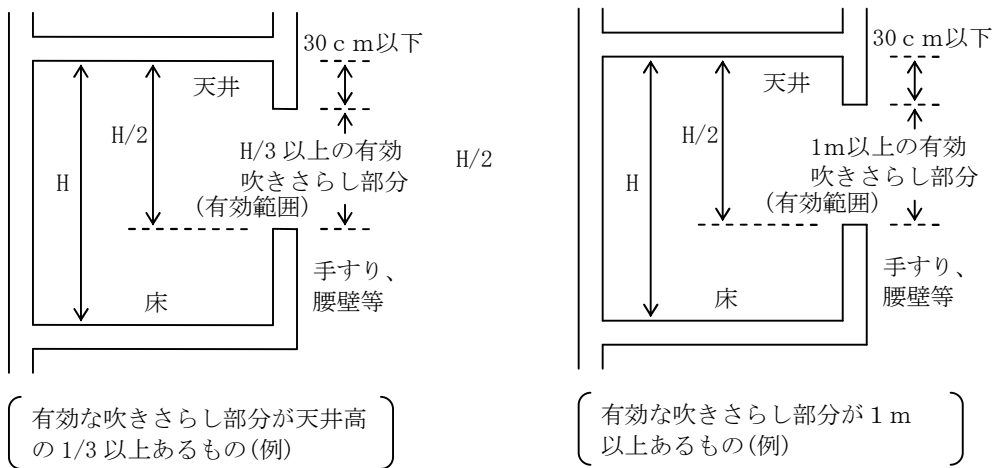 30ｃｍ以下
天井
H/2
H
H/3 以上の有効
吹きさらし部分
(有効範囲)
手すり、
腰壁等
床
有効な吹きさらし部分が天井高
の 1/3 以上あるもの(例)
H/2
30ｃｍ以下
天井
H/2
H
1ｍ以上の有効
吹きさらし部分
(有効範囲)
手すり、
腰壁等
床
有効な吹きさらし部分が１ｍ
以上あるもの(例)